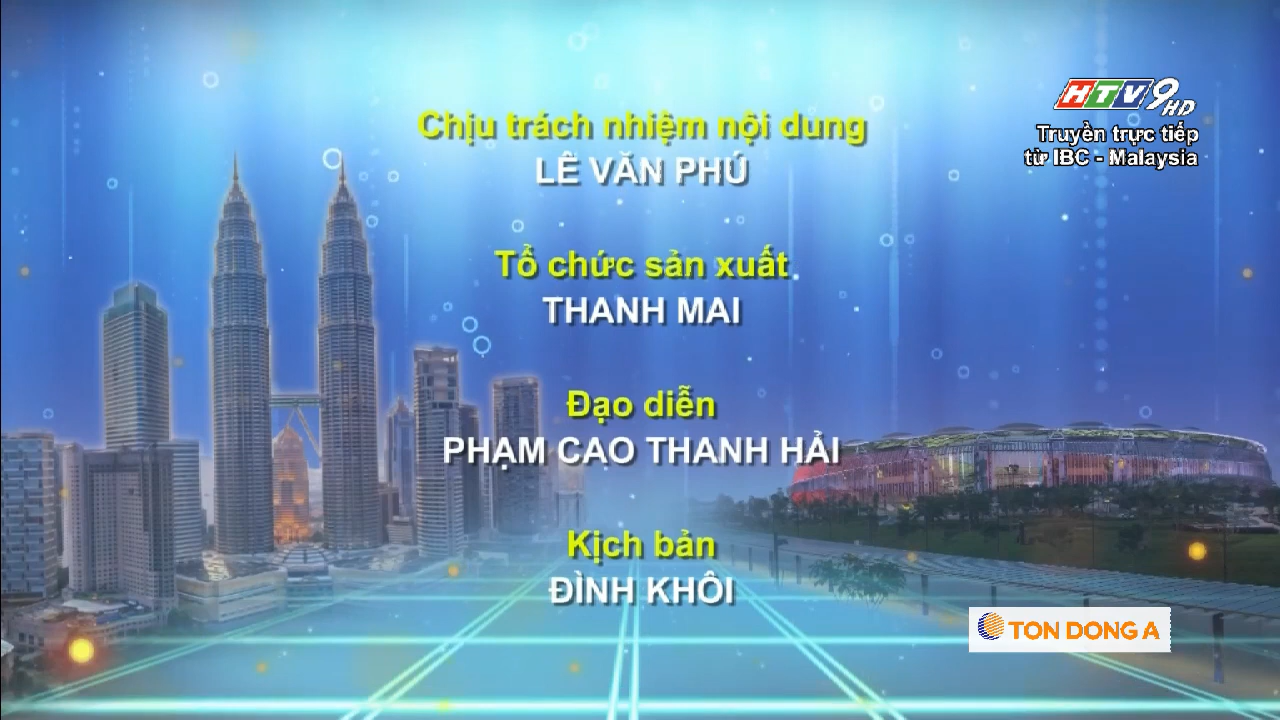 HTV9 HD
Truyền trực tiếp
từ IBC - Malaysia
Chịu trách nhiệm nội dung
LÊ VĂN PHÚ
Tổ chức sản xuất
THANH MAI
Đạo diễn
PHẠM CAO THANH HẢI
Kịch bản
ĐÌNH KHÔI
TON DONG A